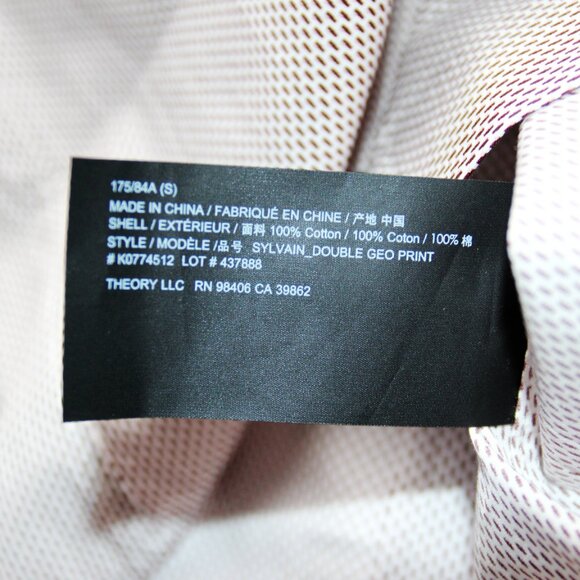 175/84A (S)
MADE IN CHINA / FABRIQUÉ EN CHINE / 产地 中国
SHELL / EXTÉRIEUR / 面料 100% Cotton / 100% Coton / 100% 棉
STYLE / MODÈLE /品号 SYLVAIN_DOUBLE GEO PRINT
# K0774512 LOT # 437888
THEORY LLC RN 98406 CA 39862